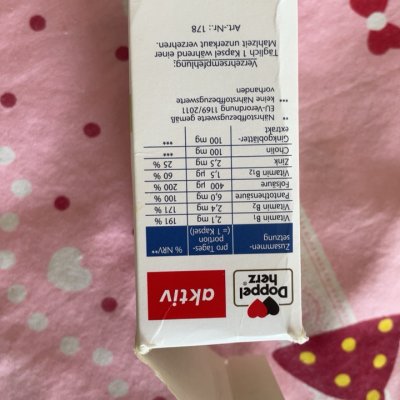 Doppel
herz®
aktiv
Zusammen-
setzung
pro Tages-
portion
(= 1 Kapsel)
% NRV**
Vitamin B1 2,1 mg 191 %
Vitamin B2 2,4 mg 171 %
Pantothensäure 6,0 mg 100 %
Folsäure 400 µg 200 %
Vitamin B12 1,5 µg 60 %
Zink 2,5 mg 25 %
Cholin 100 mg ***
Ginkgoblätter-
extrakt 100 mg ***
** Nährstoffbezugswerte gemäß
EU-Verordnung 1169/2011
*** keine Nährstoffbezugswerte
vorhanden
Verzehrsempfehlung:
Täglich 1 Kapsel während einer
Mahlzeit unzerkaut verzehren.
Art.-Nr.: 178